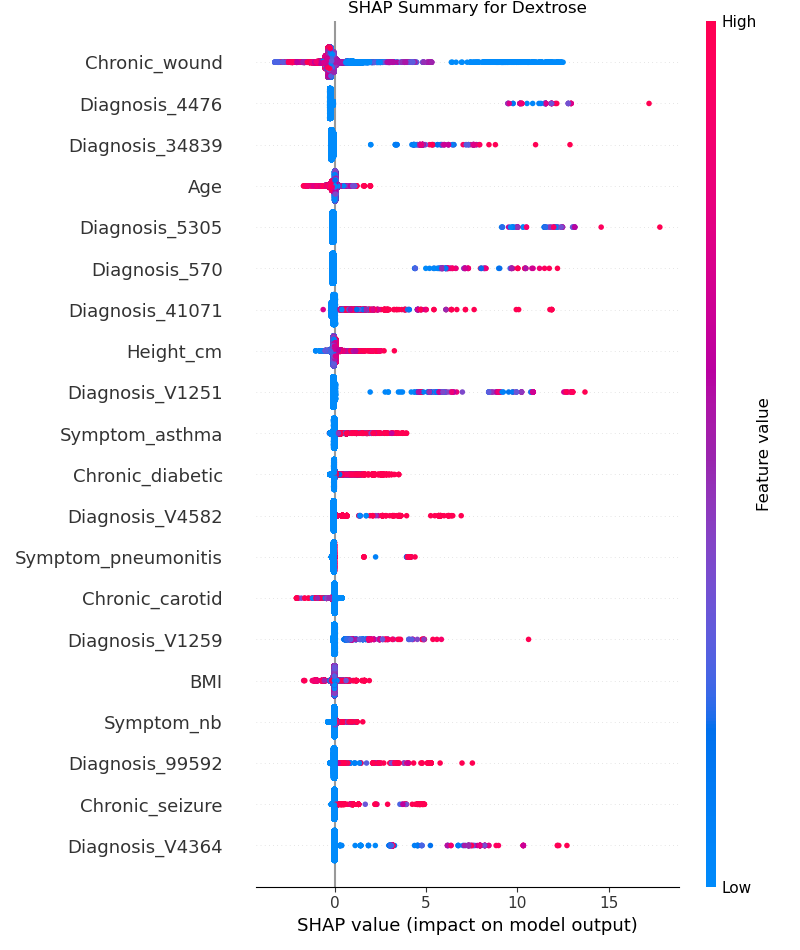 SHAP Summary for Dextrose
High
Chronic_wound
Diagnosis_4476
Diagnosis_34839
Age
Diagnosis_5305
Diagnosis_570
Diagnosis_41071
Height_cm
Diagnosis_V1251
Symptom_asthma
Chronic_diabetic
Diagnosis_V4582
Symptom_pneumonitis
Chronic_carotid
Diagnosis_V1259
BMI
Symptom_nb
Diagnosis_99592
Chronic_seizure
Diagnosis_V4364
Feature value
Low
0 5 10 15
SHAP value (impact on model output)